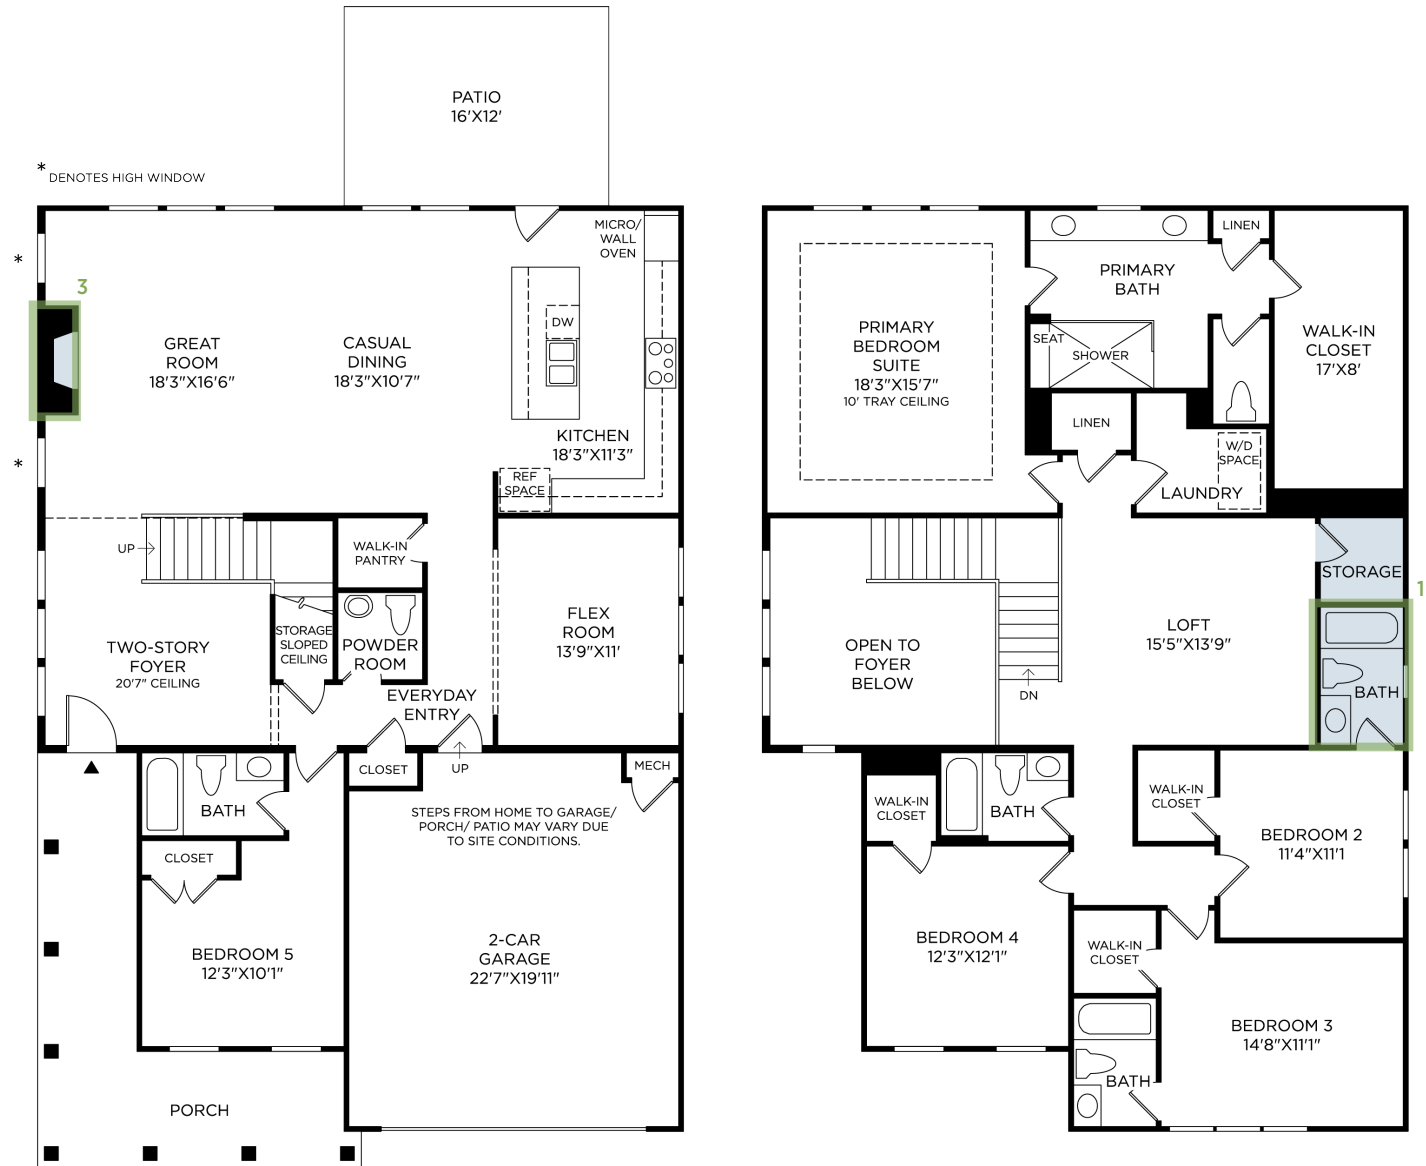 PATIO
16'X12'
* DENOTES HIGH WINDOW
MICRO/
WALL
OVEN
*
3
DW
GREAT
ROOM
18'3"X16'6"
CASUAL
DINING
18'3"X10'7"
KITCHEN
18'3"X11'3"
*
REF
SPACE
UP
WALK-IN
PANTRY
TWO-STORY
FOYER
20'7" CEILING
STORAGE
SLOPED
CEILING
POWDER
ROOM
FLEX
ROOM
13'9"X11'
EVERYDAY
ENTRY
UP
CLOSET
MECH
BATH
STEPS FROM HOME TO GARAGE/
PORCH/ PATIO MAY VARY DUE
TO SITE CONDITIONS.
CLOSET
BEDROOM 5
12'3"X10'1"
2-CAR
GARAGE
22'7"X19'11"
PORCH
LINEN
PRIMARY
BATH
PRIMARY
BEDROOM
SUITE
18'3"X15'7"
10' TRAY CEILING
SEAT
SHOWER
WALK-IN
CLOSET
17'X8'
LINEN
W/D
SPACE
LAUNDRY
STORAGE
1
LOFT
15'5"X13'9"
OPEN TO
FOYER
BELOW
DN
BATH
WALK-IN
CLOSET
BATH
WALK-IN
CLOSET
BEDROOM 2
11'4"X11'1
BEDROOM 4
12'3"X12'1"
WALK-IN
CLOSET
BEDROOM 3
14'8"X11'1"
BATH